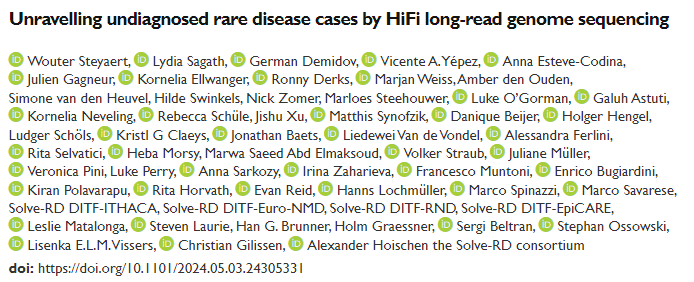 Unravelling undiagnosed rare disease cases by HiFi long-read genome sequencing
Wouter Steyaert, Lydia Sagath, German Demidov, Vicente A. Yépez, Anna Esteve-Codina,
Julien Gagneur, Kornelia Ellwanger, Ronny Derks, Marjan Weiss, Amber den Ouden,
Simone van den Heuvel, Hilde Swinkels, Nick Zomer, Marloes Steehouwer, Luke O'Gorman, Galuh Astuti,
Kornelia Neveling, Rebecca Schüle, Jishu Xu, Matthis Synofzik, Danique Beijer, Holger Hengel,
Ludger Schöls, Kristl G Claeys, Jonathan Baets, Liedewei Van de Vondel, Alessandra Ferlini,
Rita Selvatici, Heba Morsy, Marwa Saeed Abd Elmaksoud, Volker Straub, Juliane Müller,
Veronica Pini, Luke Perry, Anna Sarkozy, Irina Zaharieva, Francesco Muntoni, Enrico Bugiardini,
Kiran Polavarapu, Rita Horvath, Evan Reid, Hanns Lochmüller, Marco Spinazzi, Marco Savarese,
Solve-RD DITF-ITHACA, Solve-RD DITF-Euro-NMD, Solve-RD DITF-RND, Solve-RD DITF-EpiCARE,
Leslie Matalonga, Steven Laurie, Han G. Brunner, Holm Graessner, Sergi Beltran, Stephan Ossowski,
Lisenka E.L.M. Vissers, Christian Gilissen, Alexander Hoischen the Solve-RD consortium
doi: https://doi.org/10.1101/2024.05.03.24305331